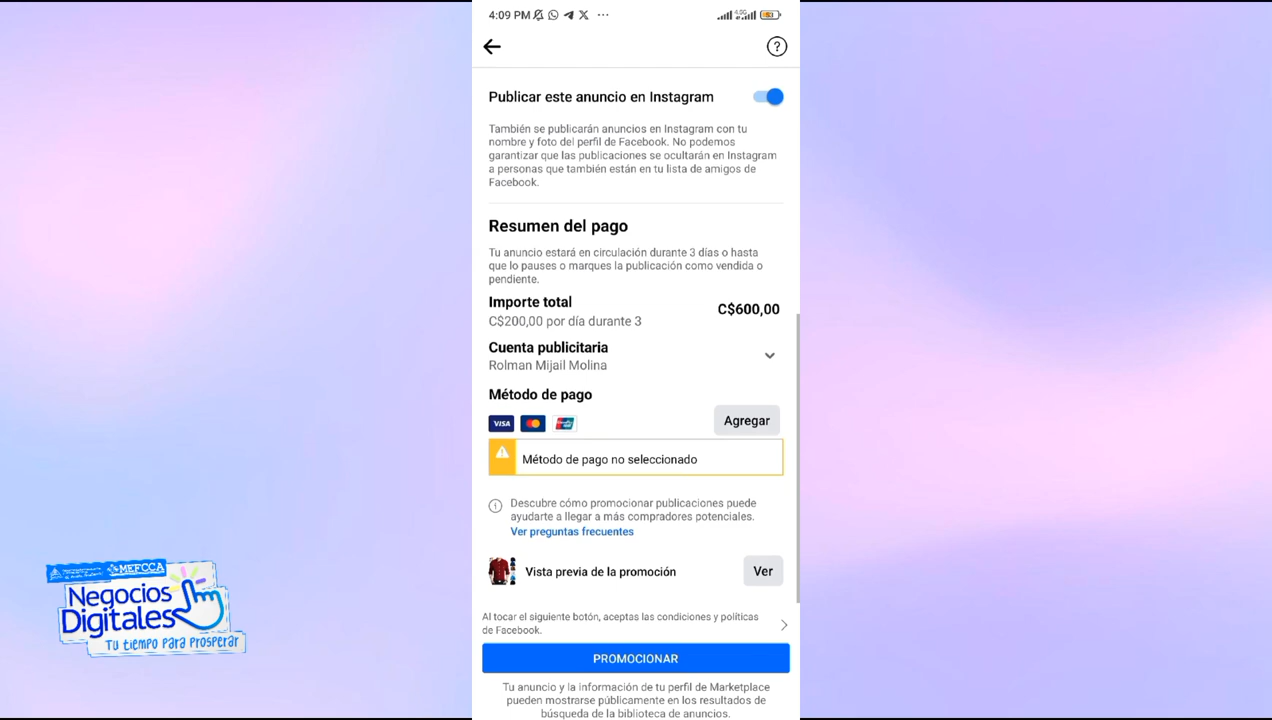 4:09 PM
Publicar este anuncio en Instagram
También se publicarán anuncios en Instagram con tu
nombre y foto del perfil de Facebook. No podemos
garantizar que las publicaciones se ocultarán en Instagram
a personas que también están en tu lista de amigos de
Facebook.
Resumen del pago
Tu anuncio estará en circulación durante 3 días o hasta
que lo pauses o marques la publicación como vendida o
pendiente.
Importe total
C$600,00
C$200,00 por día durante 3
Cuenta publicitaria
Rolman Mijail Molina
Método de pago
VISA
Agregar
Método de pago no seleccionado
Descubre cómo promocionar publicaciones puede
ayudarte a llegar a más compradores potenciales.
Ver preguntas frecuentes
Vista previa de la promoción
Ver
Al tocar el siguiente botón, aceptas las condiciones y políticas
de Facebook.
PROMOCIONAR
Tu anuncio y la información de tu perfil de Marketplace
pueden mostrarse públicamente en los resultados de
búsqueda de la biblioteca de anuncios.
MEFCCA
Negocios
Digitales
Tu tiempo para prosperar